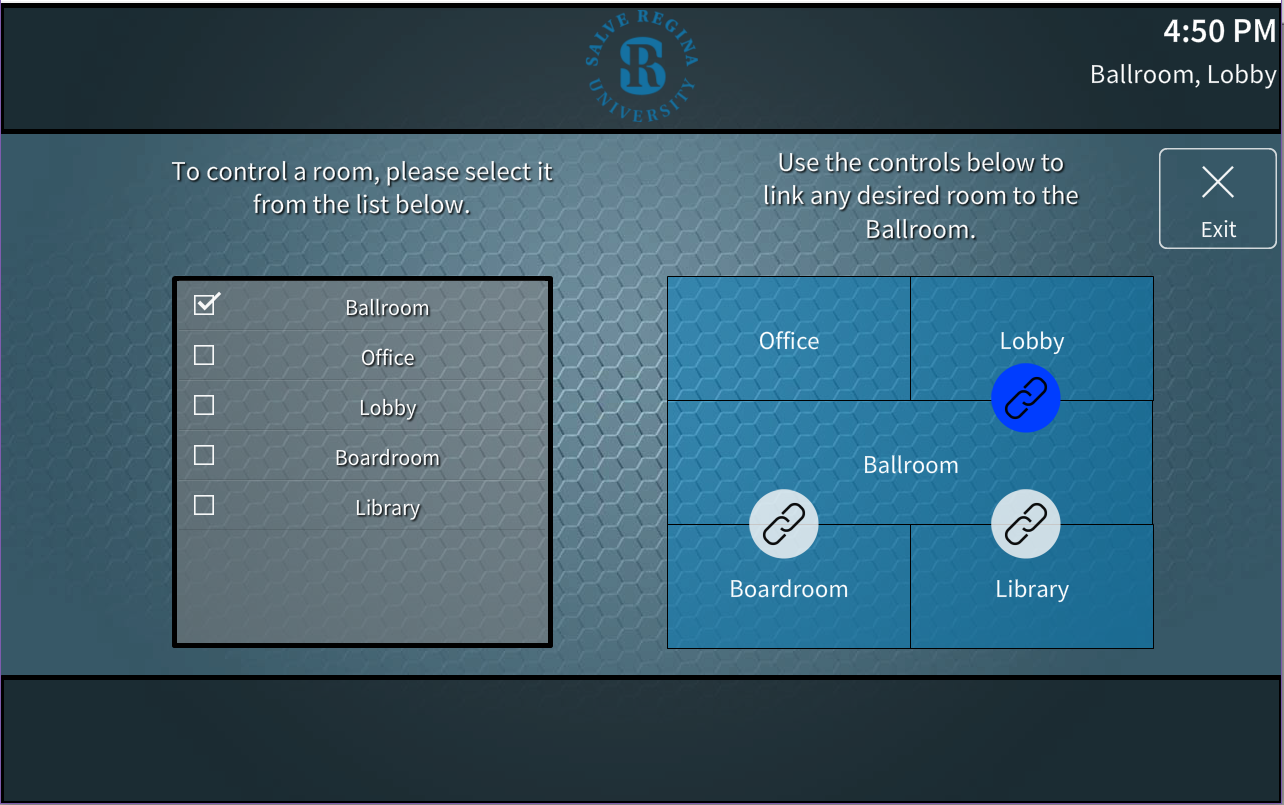 SALVE REGINA
SR
UNIVERSITY
4:50 PM
Ballroom, Lobby
To control a room, please select it
from the list below.
Use the controls below to
link any desired room to the
Ballroom.
Exit
Ballroom
Office
Lobby
Boardroom
Library
Office
Lobby
Ballroom
Boardroom
Library